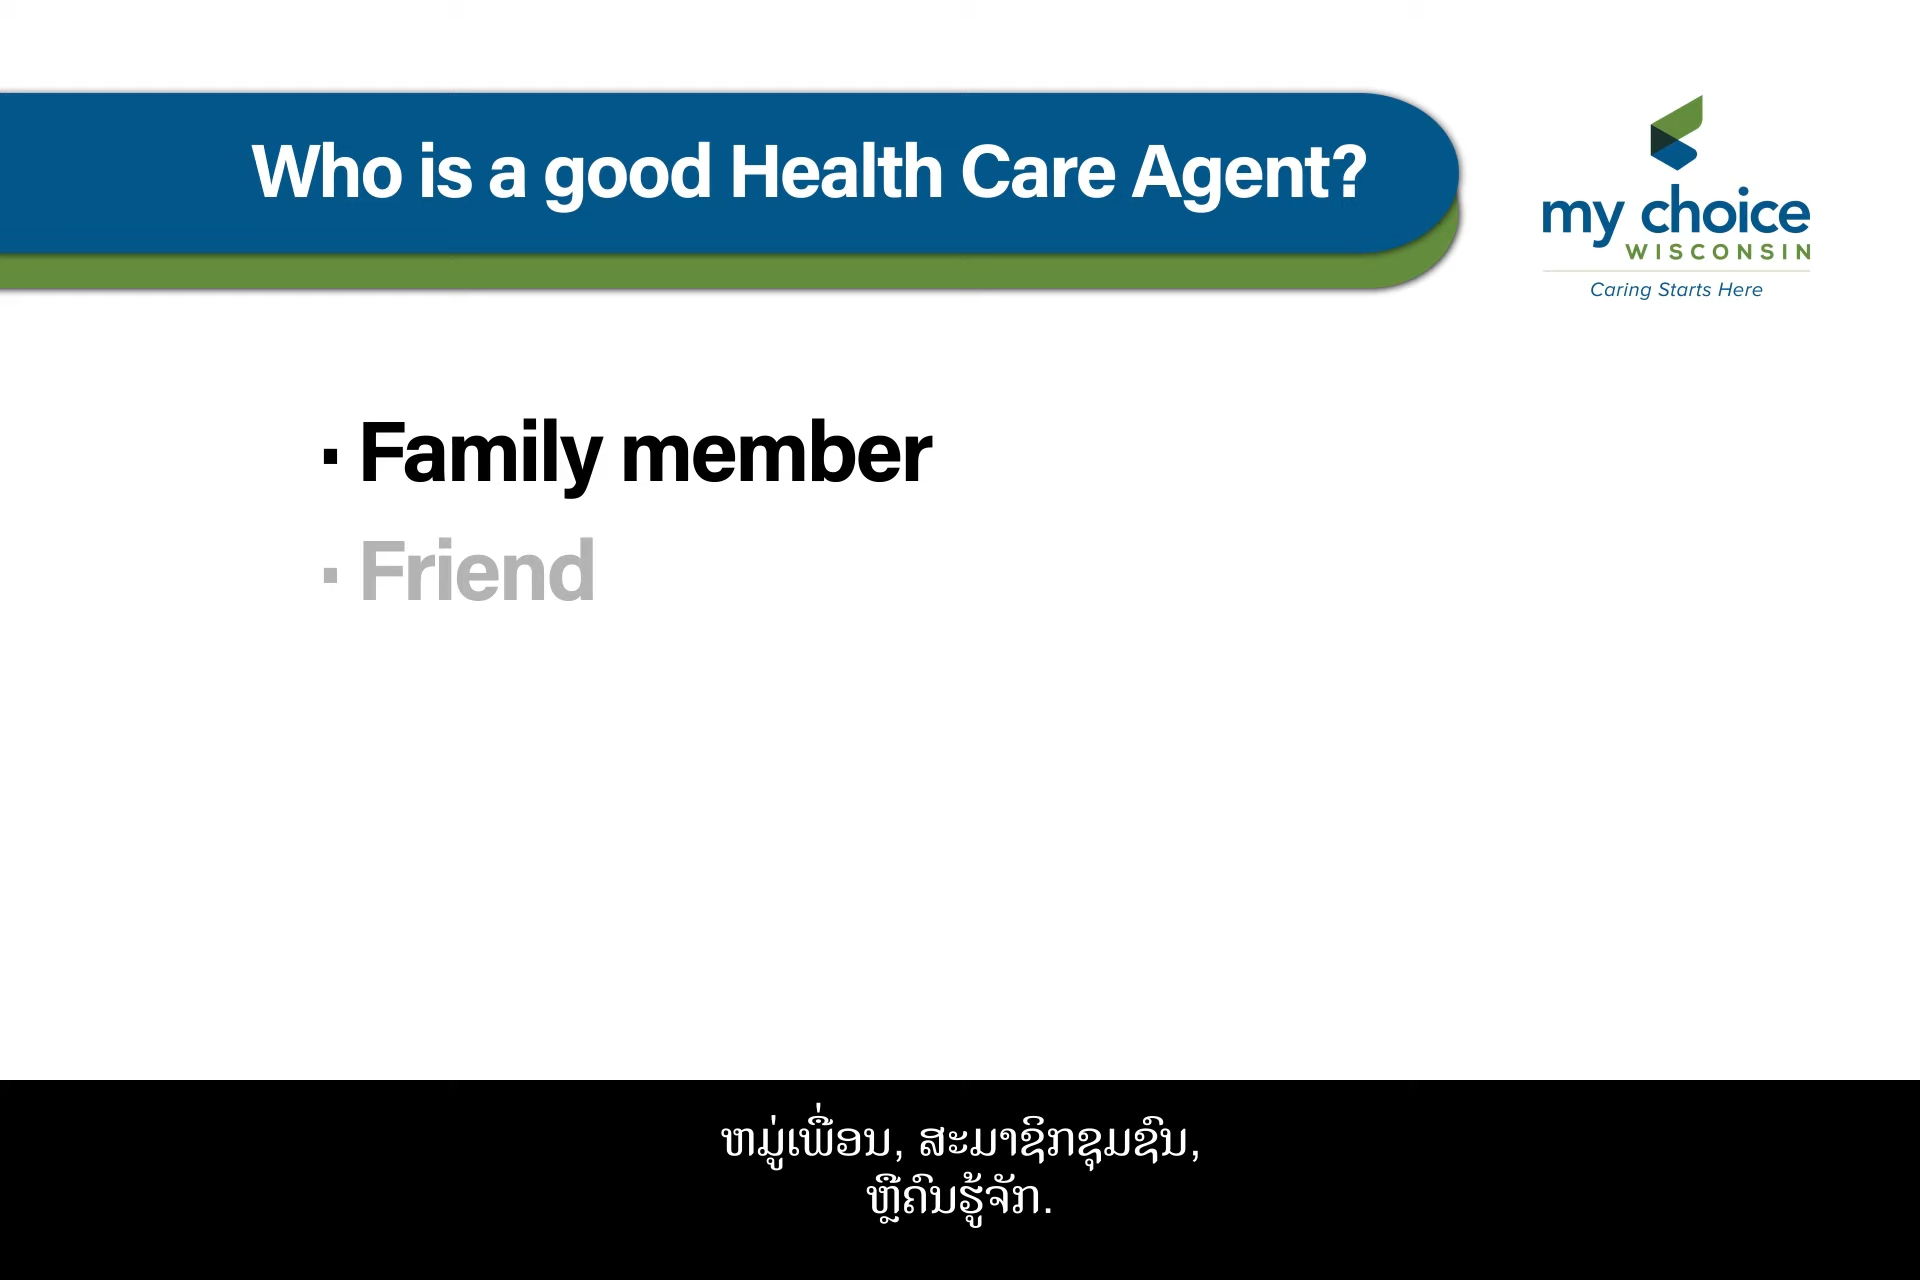 Who is a good Health Care Agent?
my choice
WISCONSIN
Caring Starts Here
· Family member
· Friend
ຫມູ່ເພື່ອນ, ສະມາຊິກຊຸມຊົນ,
ຫຼືຄົນຮູ້ຈັກ.